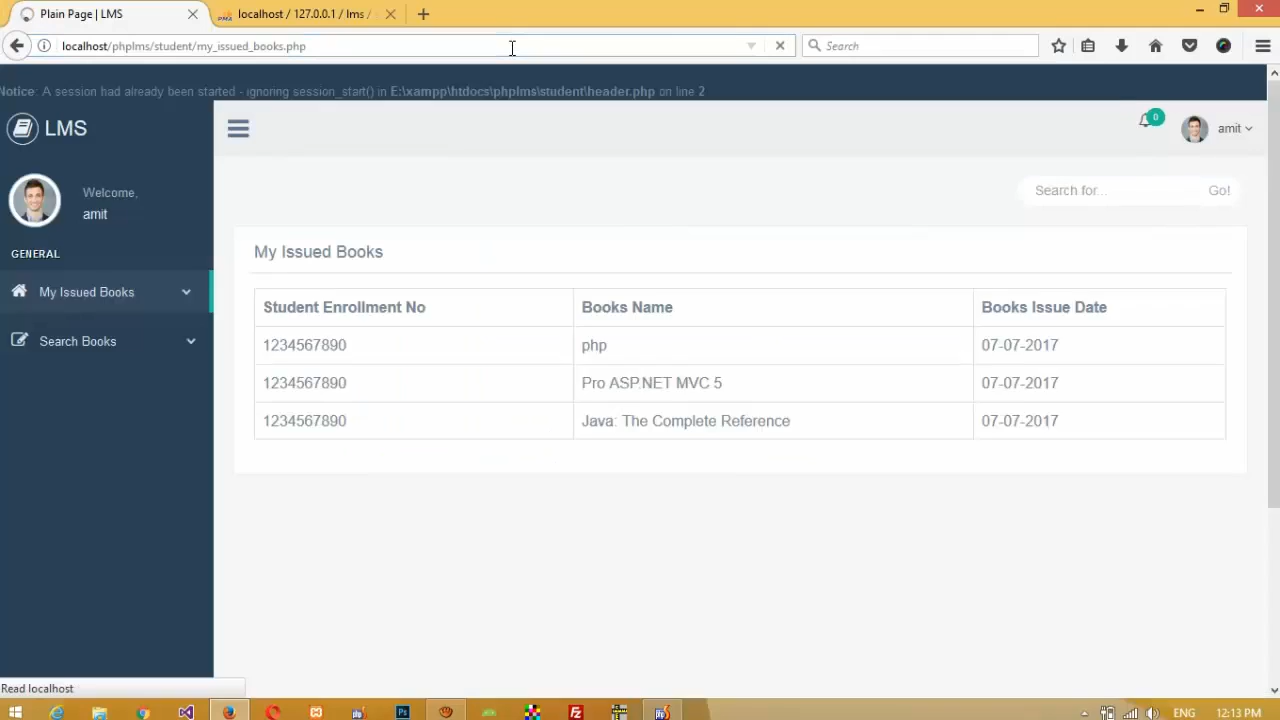 Plain Page | LMS
localhost / 127.0.0.1 / lms /
localhost/phplms/student/my_issued_books.php
Search
Notice: A session had already been started - ignoring session_start() in E:\xampp\htdocs\phplms\student\header.php on line 2
LMS
0
amit
Welcome,
amit
Search for...
Go!
GENERAL
My Issued Books
Search Books
My Issued Books
Student Enrollment No Books Name Books Issue Date
1234567890 php 07-07-2017
1234567890 Pro ASP.NET MVC 5 07-07-2017
1234567890 Java: The Complete Reference 07-07-2017
Read localhost
ENG 12:13 PM